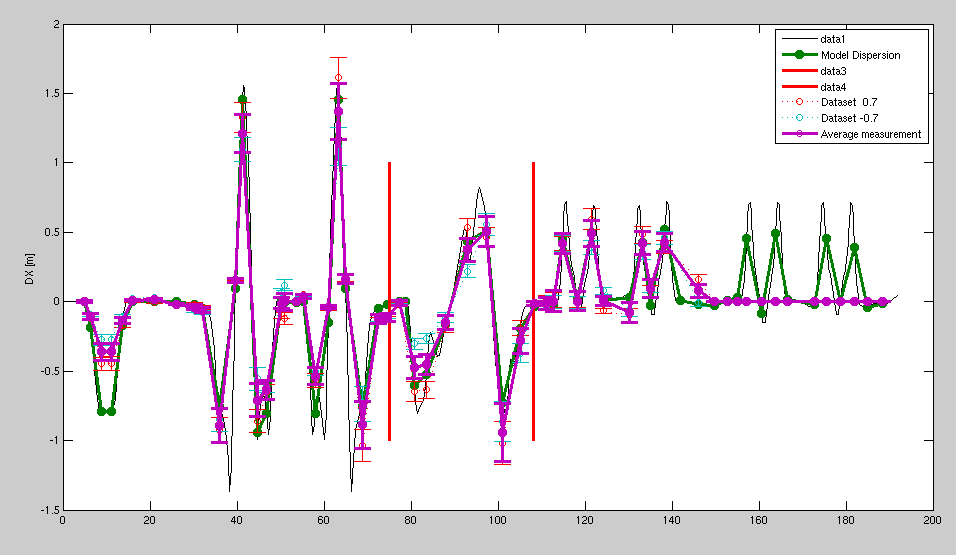 2
data1
Model Dispersion
data3
data4
Dataset 0.7
Dataset -0.7
Average measurement
1.5
1
0.5
0
-0.5
-1
-1.5
DX [m]
0 20 40 60 80 100 120 140 160 180 200